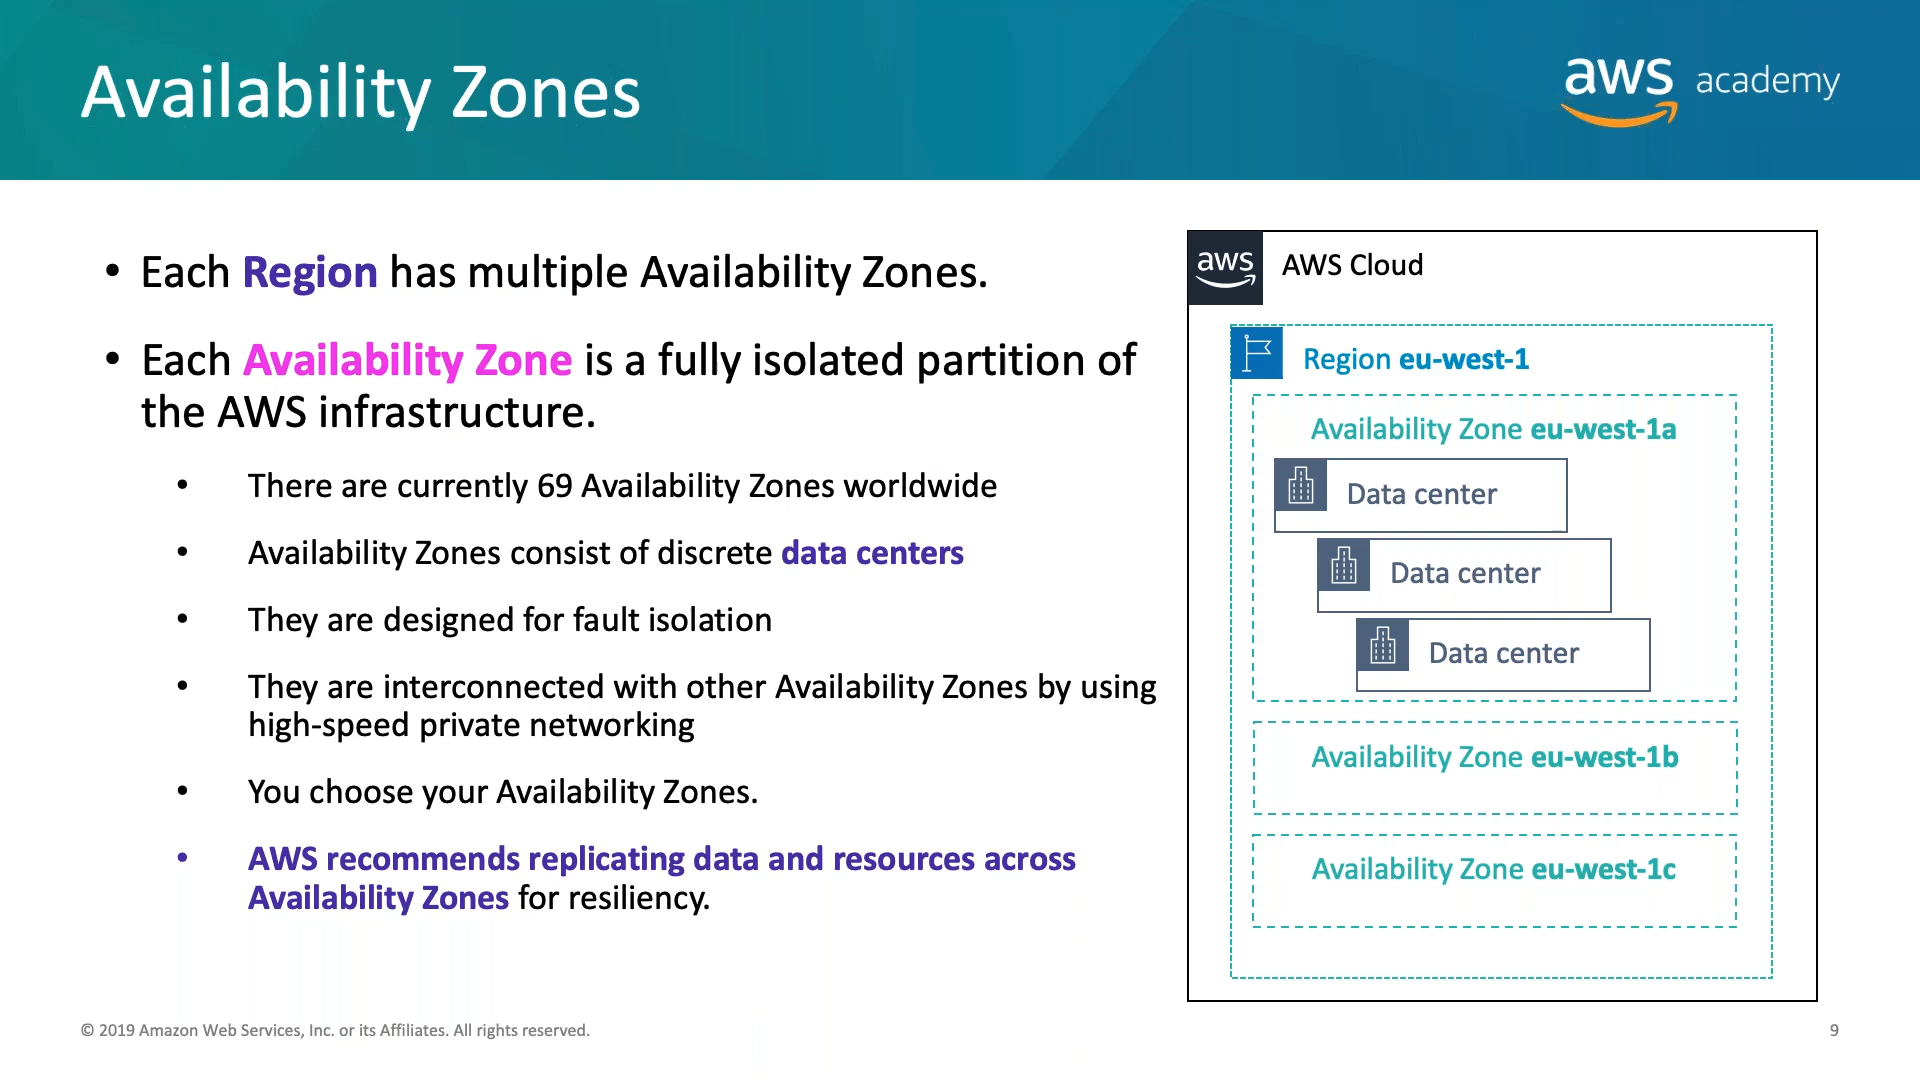 Availability Zones
aws academy
• Each Region has multiple Availability Zones.
• Each Availability Zone is a fully isolated partition of
the AWS infrastructure.
• There are currently 69 Availability Zones worldwide
• Availability Zones consist of discrete data centers
• They are designed for fault isolation
• They are interconnected with other Availability Zones by using
high-speed private networking
• You choose your Availability Zones.
• AWS recommends replicating data and resources across
Availability Zones for resiliency.
aws AWS Cloud
Region eu-west-1
Availability Zone eu-west-1a
Data center
Data center
Data center
Availability Zone eu-west-1b
Availability Zone eu-west-1c
© 2019 Amazon Web Services, Inc. or its Affiliates. All rights reserved.
9